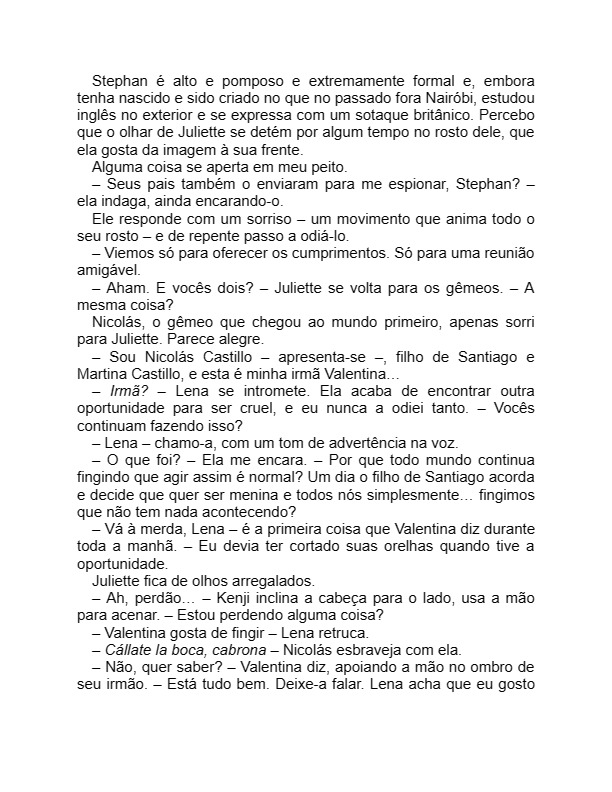 Stephan é alto e pomposo e extremamente formal e, embora
tenha nascido e sido criado no que no passado fora Nairóbi, estudou
inglês no exterior e se expressa com um sotaque britânico. Percebo
que o olhar de Juliette se detém por algum tempo no rosto dele, que
ela gosta da imagem à sua frente.
Alguma coisa se aperta em meu peito.
– Seus pais também o enviaram para me espionar, Stephan? –
ela indaga, ainda encarando-o.
Ele responde com um sorriso – um movimento que anima todo o
seu rosto – e de repente passo a odiá-lo.
– Viemos só para oferecer os cumprimentos. Só para uma reunião
amigável.
– Aham. E vocês dois? – Juliette se volta para os gêmeos. – A
mesma coisa?
Nicolás, o gêmeo que chegou ao mundo primeiro, apenas sorri
para Juliette. Parece alegre.
– Sou Nicolás Castillo – apresenta-se –, filho de Santiago e
Martina Castillo, e esta é minha irmã Valentina…
– Irmã? – Lena se intromete. Ela acaba de encontrar outra
oportunidade para ser cruel, e eu nunca a odiei tanto. – Vocês
continuam fazendo isso?
– Lena – chamo-a, com um tom de advertência na voz.
– O que foi? – Ela me encara. – Por que todo mundo continua
fingindo que agir assim é normal? Um dia o filho de Santiago acorda
e decide que quer ser menina e todos nós simplesmente… fingimos
que não tem nada acontecendo?
– Vá à merda, Lena – é a primeira coisa que Valentina diz durante
toda a manhã. – Eu devia ter cortado suas orelhas quando tive a
oportunidade.
Juliette fica de olhos arregalados.
– Ah, perdão… – Kenji inclina a cabeça para o lado, usa a mão
para acenar. – Estou perdendo alguma coisa?
– Valentina gosta de fingir – Lena retruca.
– Cállate la boca, cabrona – Nicolás esbraveja com ela.
– Não, quer saber? – Valentina diz, apoiando a mão no ombro de
seu irmão. – Está tudo bem. Deixe-a falar. Lena acha que eu gosto